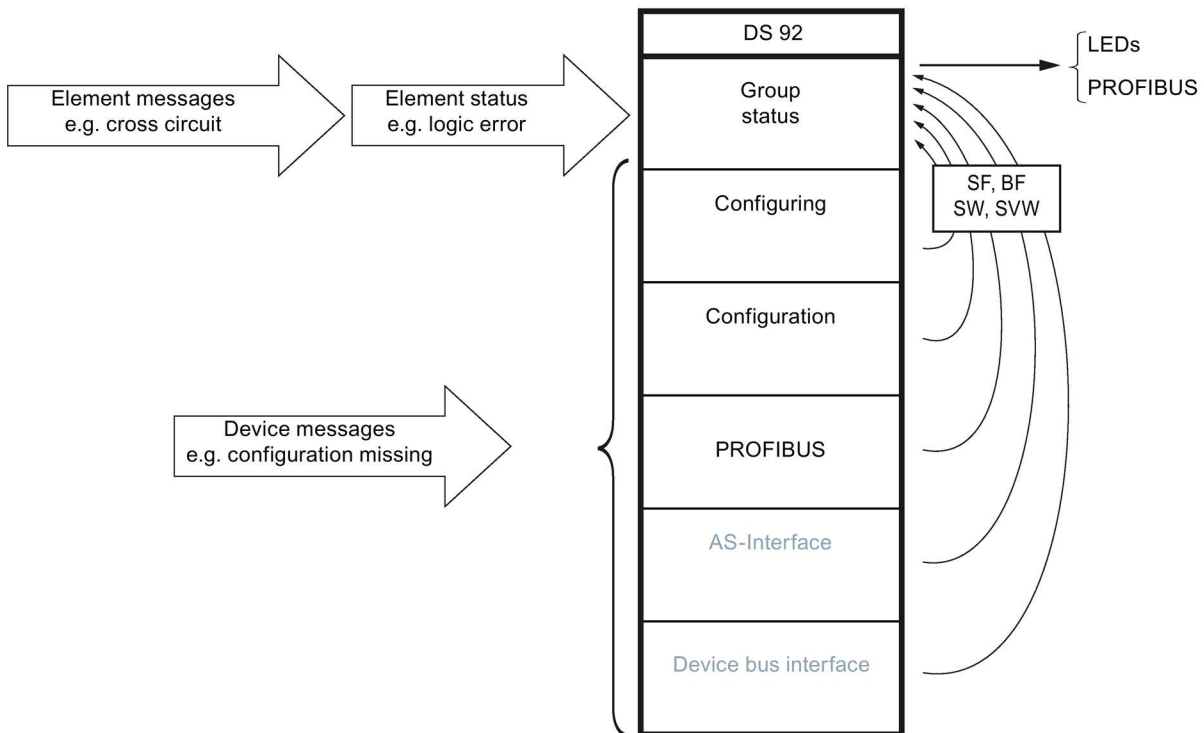 DS 92
LEDs
PROFIBUS
Element messages
e.g. cross circuit
Element status
e.g. logic error
Group
status
SF, BF
SW, SVW
Configuring
Configuration
Device messages
e.g. configuration missing
PROFIBUS
AS-Interface
Device bus interface